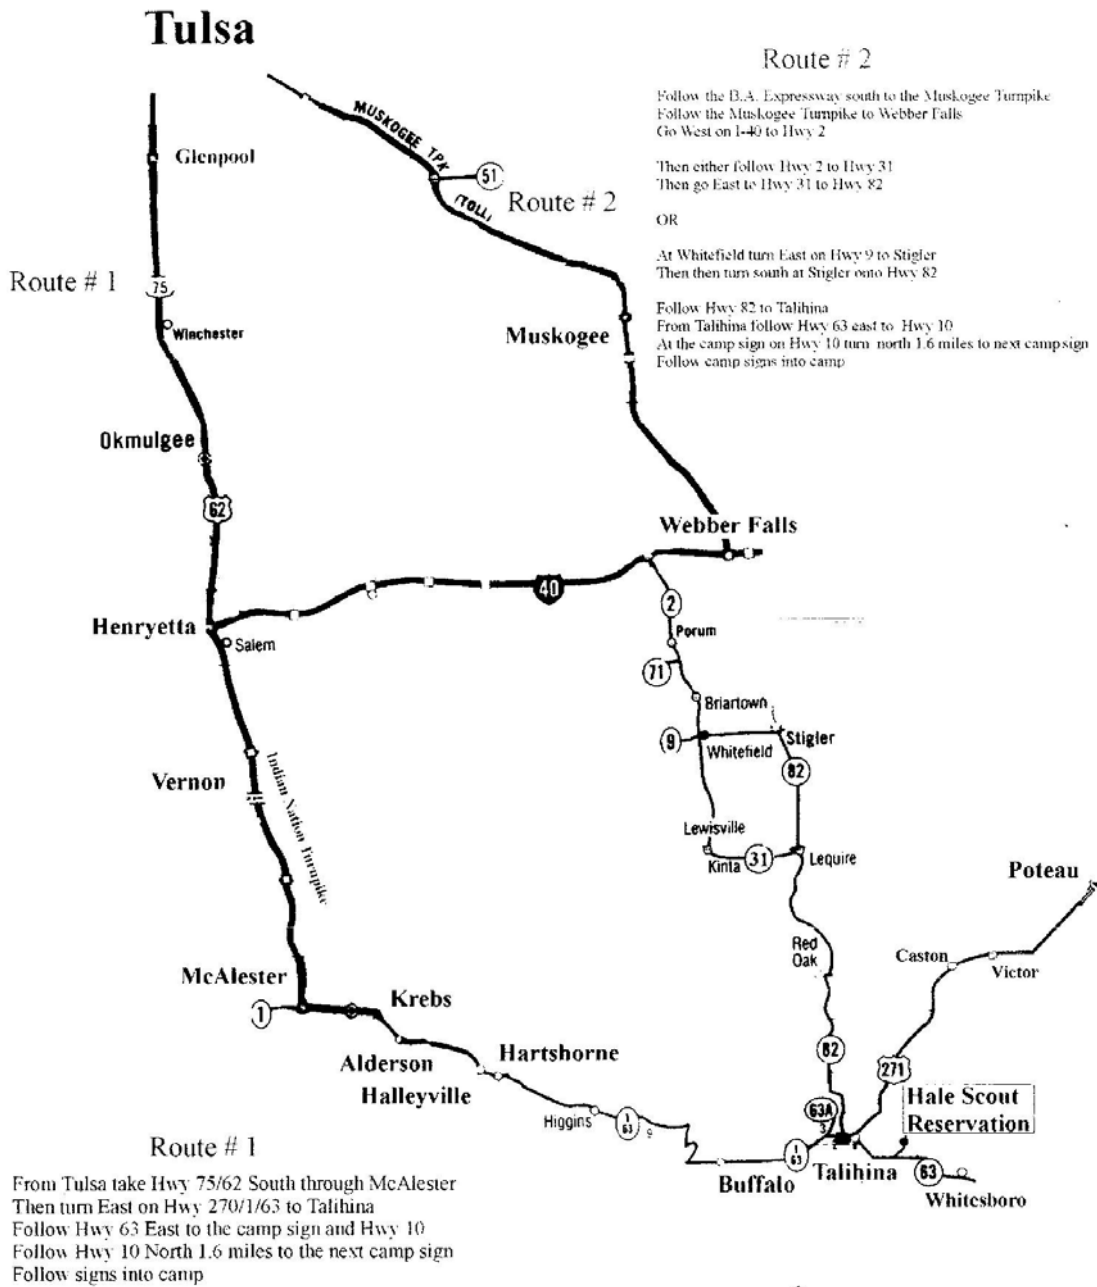 Tulsa
Route # 2
Follow the B.A. Expressway south to the Muskogee Turnpike
Follow the Muskogee Turnpike to Webber Falls
Go West on I-40 to Hwy 2
Then either follow Hwy 2 to Hwy 31
Then go East to Hwy 31 to Hwy 82
OR
At Whitefield turn East on Hwy 9 to Stigler
Then then turn south at Stigler onto Hwy 82
Follow Hwy 82 to Talihina
From Talihina follow Hwy 63 east to Hwy 10
At the camp sign on Hwy 10 turn north 1.6 miles to next camp sign
Follow camp signs into camp
MUSKOGEE TPK
(TOLL)
51
Route # 2
Glenpool
Route # 1
75
Winchester
Muskogee
Okmulgee
62
Webber Falls
40
Henryetta
Salem
2
Porum
71
Briartown
9
Whitefield
Stigler
82
Vernon
Indian Nation Turnpike
Lewisville
Kinta
31
Lequire
Poteau
Red
Oak
Caston
Victor
McAlester
1
Krebs
Alderson
Hartshorne
Halleyville
Higgins
1
63
9
82
271
63A
3
Hale Scout
Reservation
1
63
Buffalo
Talihina
63
Whitesboro
Route # 1
From Tulsa take Hwy 75/62 South through McAlester
Then turn East on Hwy 270/1/63 to Talihina
Follow Hwy 63 East to the camp sign and Hwy 10
Follow Hwy 10 North 1.6 miles to the next camp sign
Follow signs into camp